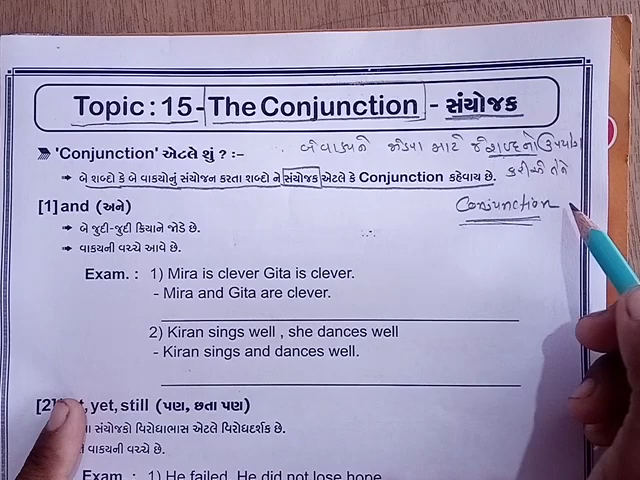 Topic : 15 - The Conjunction - સંયોજક
'Conjunction' એટલે શું ? :-
બે વાક્યને જોડવા માટે જે શબ્દનો ઉપયોગ
કરીએ તેને
Conjunction
➟ બે શબ્દો કે બે વાક્યોનું સંયોજન કરતા શબ્દો ને સંયોજક એટલે કે Conjunction કહેવાય છે.
[1] and (અને)
➟ બે જુદી-જુદી ક્રિયાને જોડે છે.
➟ વાક્યની વચ્ચે આવે છે.
Exam. : 1) Mira is clever Gita is clever.
- Mira and Gita are clever.
2) Kiran sings well , she dances well
- Kiran sings and dances well.
[2] , yet, still (પણ, છતા પણ)
સંયોજકો વિરોધાભાસ એટલે વિરોધદર્શક છે.
વાક્યની વચ્ચે છે.
Exam : 1) He failed. He did not lose hope